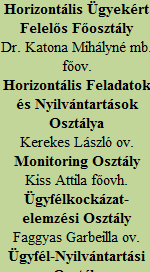 Horizontális Ügyekért
Felelős Főosztály
Dr. Katona Mihályné mb.
főov.
Horizontális Feladatok
és Nyilvántartások
Osztálya
Kerekes László ov.
Monitoring Osztály
Kiss Attila főovh.
Ügyfélkockázat-
elemzési Osztály
Faggyas Garbeilla ov.
Ügyfél-Nyilvántartási